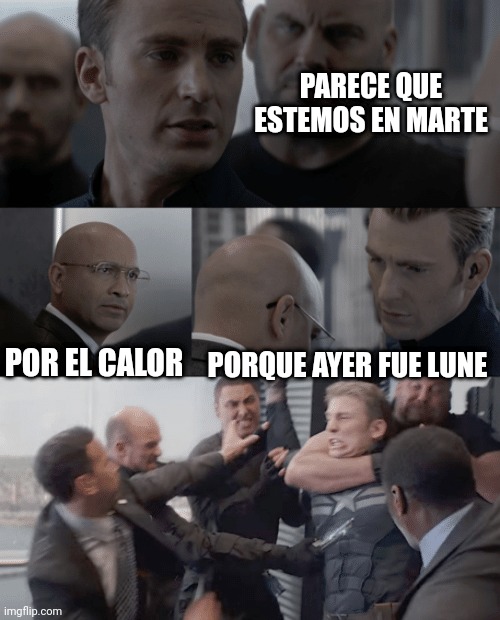 PARECE QUE
ESTEMOS EN MARTE
POR EL CALOR
PORQUE AYER FUE LUNE
imgflip.com